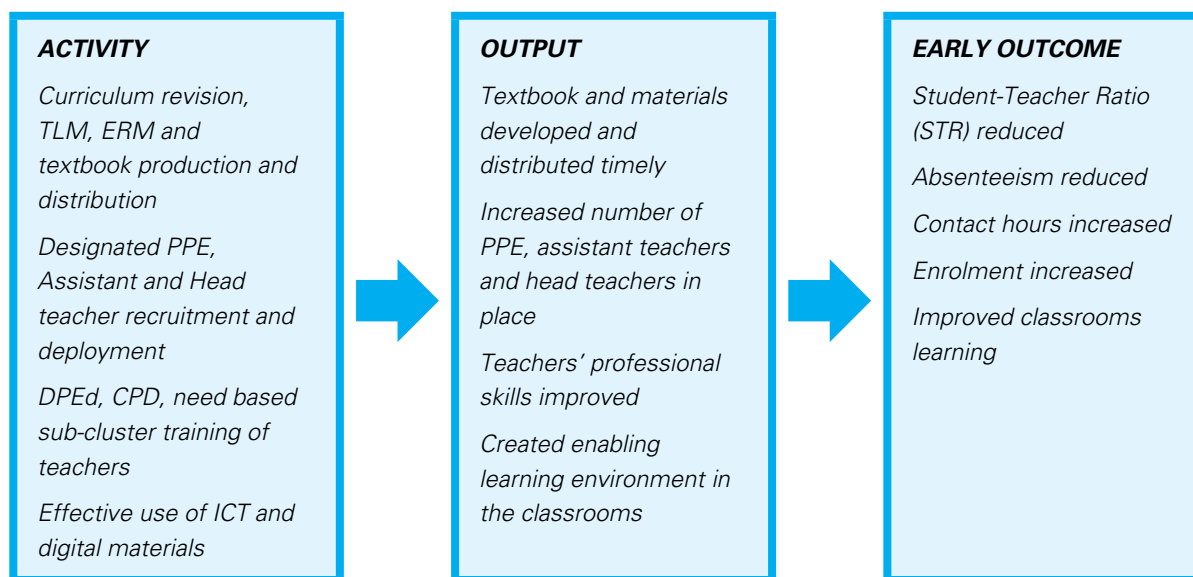 ACTIVITY
Curriculum revision,
TLM, ERM and
textbook production and
distribution
Designated PPE,
Assistant and Head
teacher recruitment and
deployment
DPEd, CPD, need based
sub-cluster training of
teachers
Effective use of ICT and
digital materials
OUTPUT
Textbook and materials
developed and
distributed timely
Increased number of
PPE, assistant teachers
and head teachers in
place
Teachers’ professional
skills improved
Created enabling
learning environment in
the classrooms
EARLY OUTCOME
Student-Teacher Ratio
(STR) reduced
Absenteeism reduced
Contact hours increased
Enrolment increased
Improved classrooms
learning